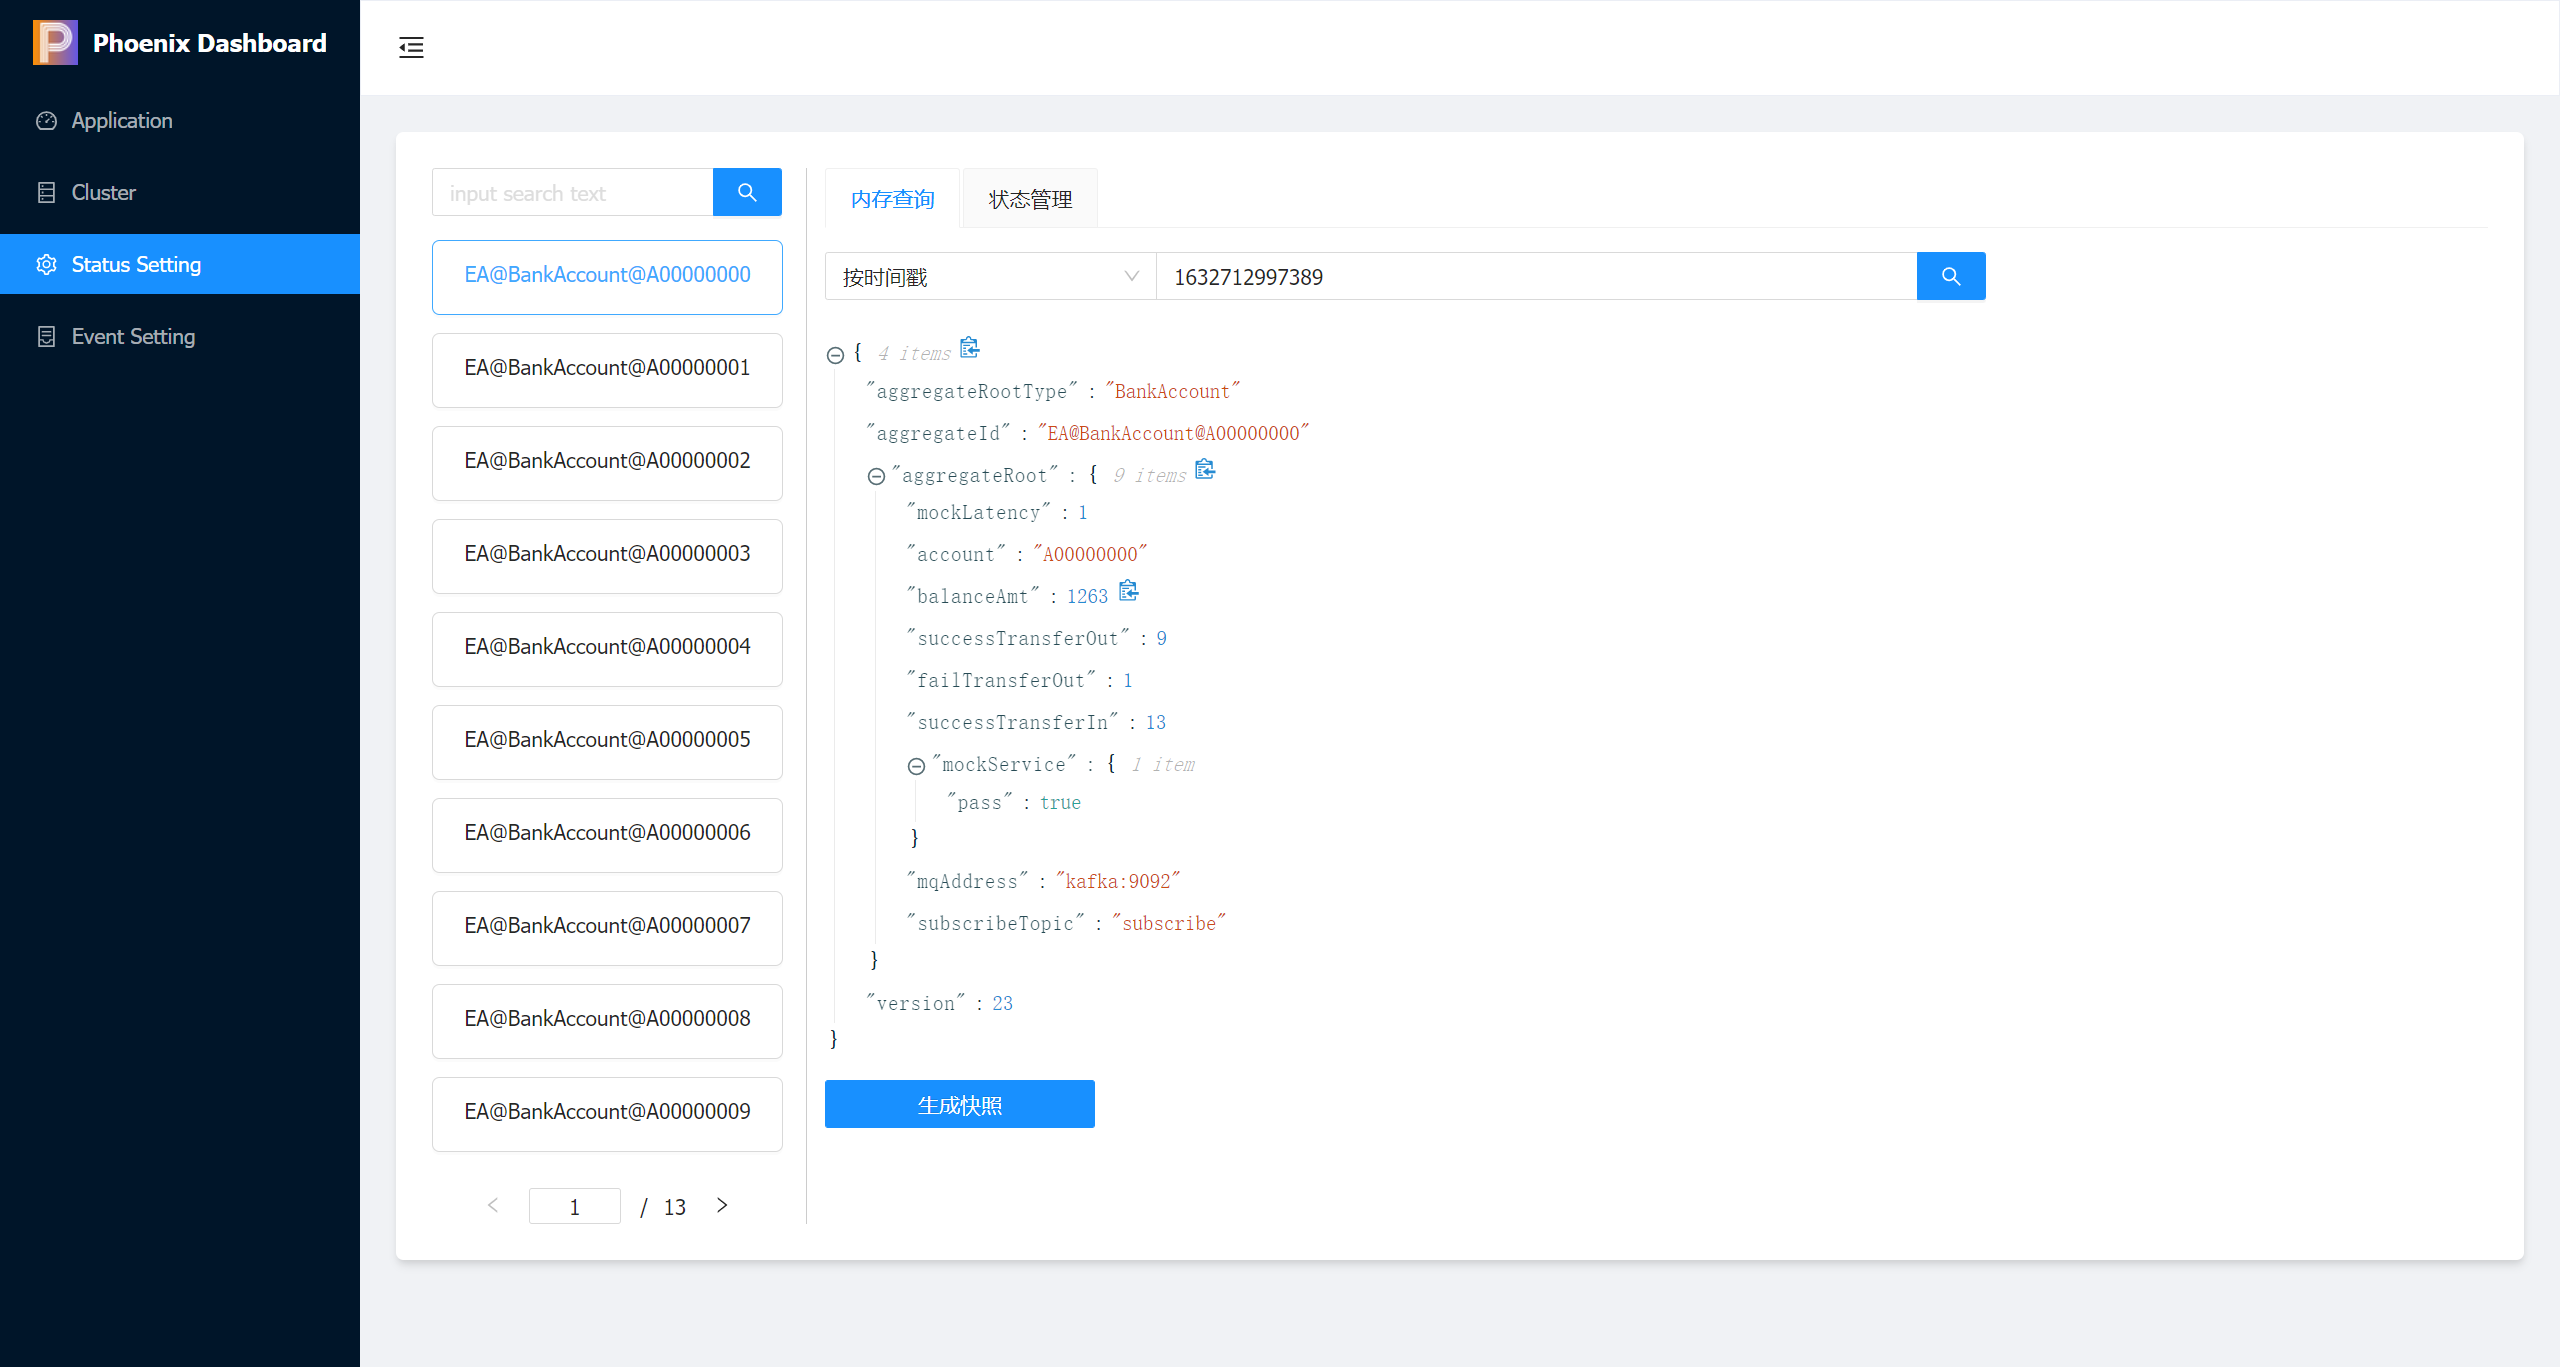 Phoenix Dashboard
Application
Cluster
Status Setting
Event Setting
input search text
EA@BankAccount@A00000000
EA@BankAccount@A00000001
EA@BankAccount@A00000002
EA@BankAccount@A00000003
EA@BankAccount@A00000004
EA@BankAccount@A00000005
EA@BankAccount@A00000006
EA@BankAccount@A00000007
EA@BankAccount@A00000008
EA@BankAccount@A00000009
1 / 13
内存查询 状态管理
按时间戳 1632712997389
{ 4 items
"aggregateRootType" : "BankAccount"
"aggregateId" : "EA@BankAccount@A00000000"
"aggregateRoot" : { 9 items
"mockLatency" : 1
"account" : "A00000000"
"balanceAmt" : 1263
"successTransferOut" : 9
"failTransferOut" : 1
"successTransferIn" : 13
"mockService" : { 1 item
"pass" : true
}
"mqAddress" : "kafka:9092"
"subscribeTopic" : "subscribe"
}
"version" : 23
}
生成快照